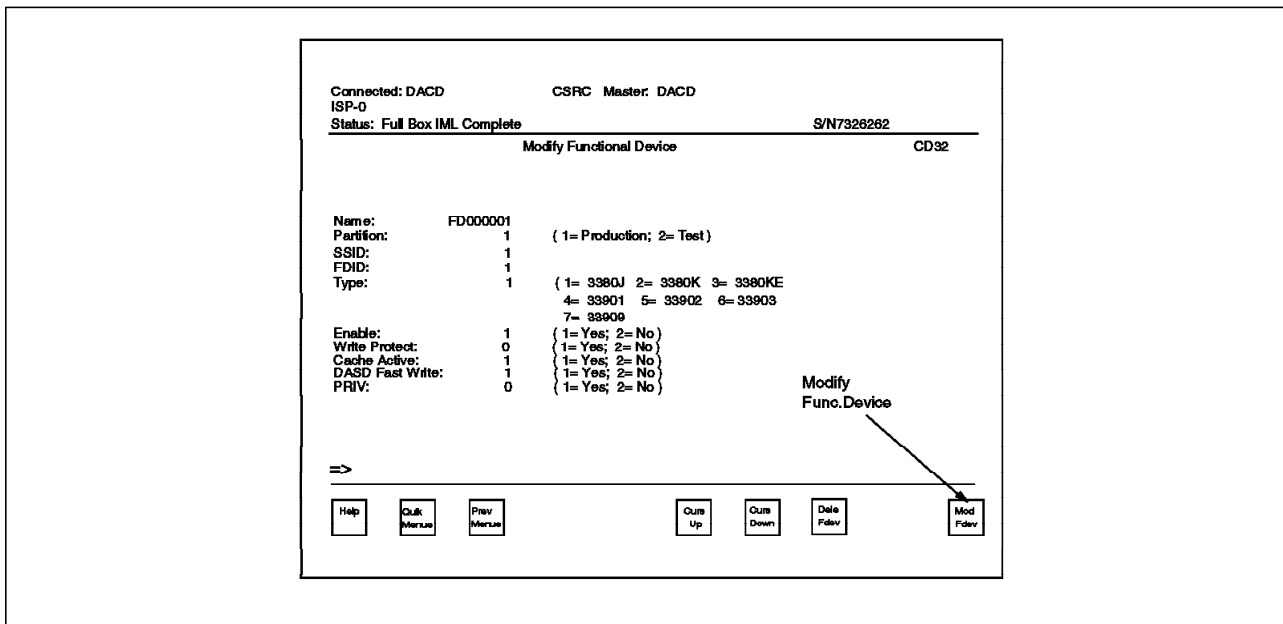 Connected: DACD CSRC Master: DACD
ISP-0
Status: Full Box IML Complete S/N7326262
Modify Functional Device CD32
Name: FD000001
Partition: 1 ( 1= Production; 2= Test )
SSID: 1
FDID: 1
Type: 1 ( 1= 3380J 2= 3380K 3= 3380KE
4= 33901 5= 33902 6= 33903
7= 33909
Enable: 1 ( 1= Yes; 2= No )
Write Protect: 0 ( 1= Yes; 2= No )
Cache Active: 1 ( 1= Yes; 2= No )
DASD Fast Write: 1 ( 1= Yes; 2= No )
PRIV: 0 ( 1= Yes; 2= No )
Modify
Func.Device
=>
Help
Quik
Menue
Prev
Menue
Curs
Up
Curs
Down
Dele
Fdev
Mod
Fdev